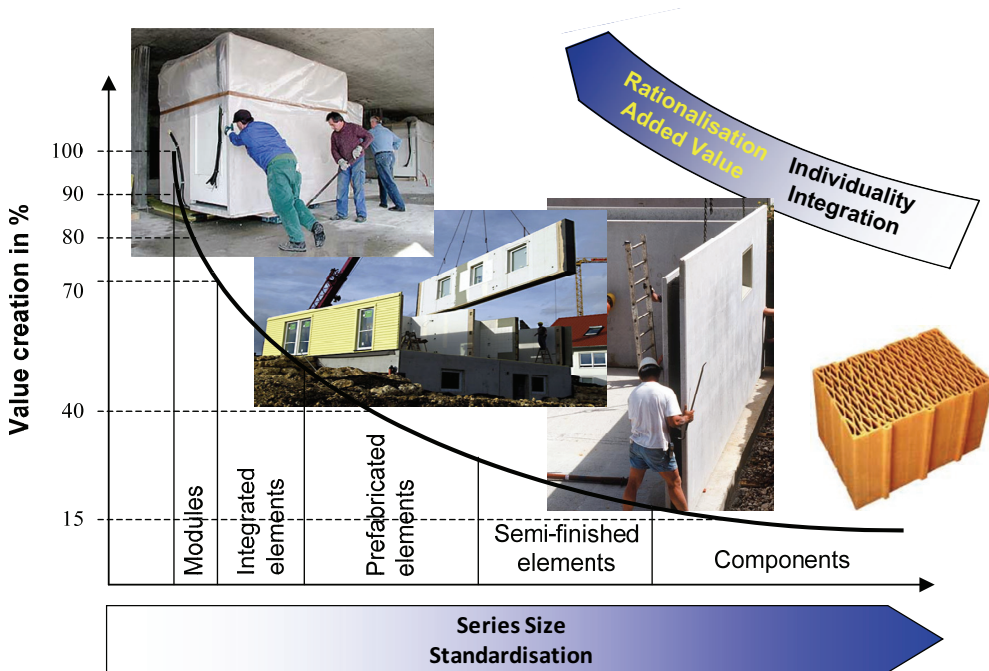 Rationalisation
Added Value
Individuality
Integration
Value creation in %
100
90
80
70
40
15
Modules
Integrated
elements
Prefabricated
elements
Semi-finished
elements
Components
Series Size
Standardisation